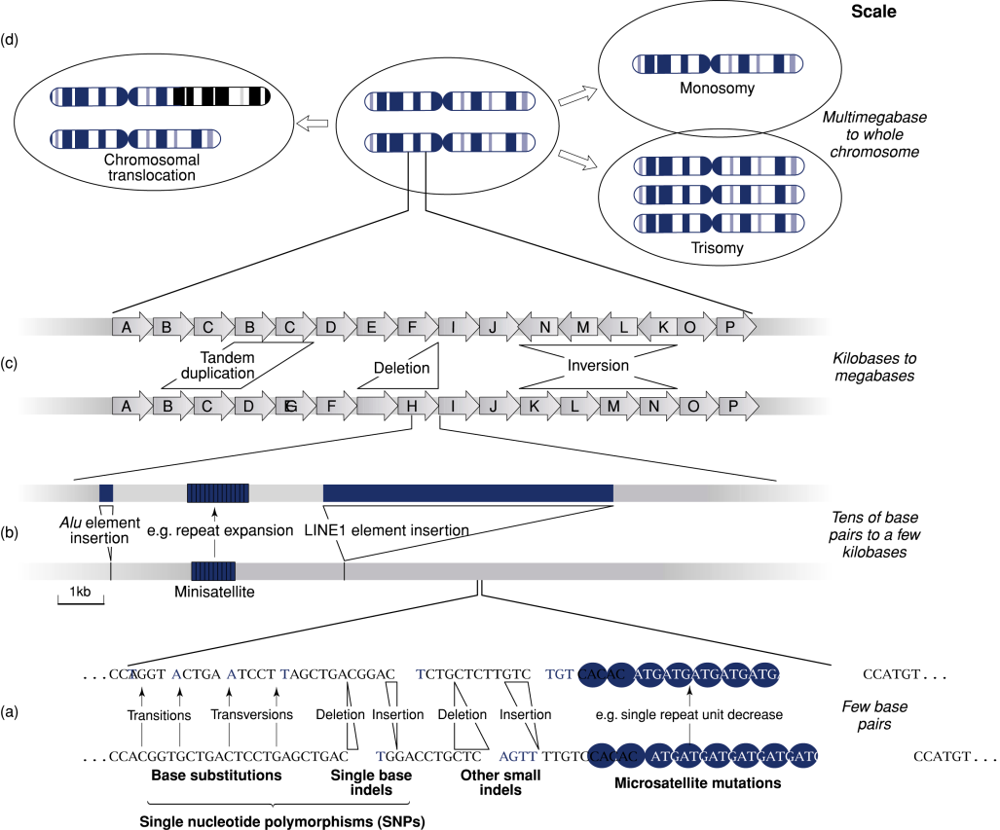 Scale
(d)
Monosomy
Multimegabase
to whole
chromosome
Chromosomal
translocation
Trisomy
A B C B C D E F I J N M L K O P
(c)
Tandem
duplication
Deletion
Inversion
Kilobases to
megabases
A B C D E G F H I J K L M N O P
(b)
Alu element
insertion
e.g. repeat expansion
LINE1 element insertion
Tens of base
pairs to a few
kilobases
1kb
Minisatellite
...CCTAGGT ACTGA ATCCT TAGCTGACGGAC TCTGCTCTTGTC TGT CACAC ATGATGATGATGATG CCATGT...
(a)
Transitions
Transversions
Deletion
Insertion
Deletion
Insertion
e.g. single repeat unit decrease
Few base
pairs
...CCACGGTGCTGACTCCTGAGCTGAC TGGACCTGCTC AGTT TTGTC CACAC ATGATGATGATGATGATG CCATGT...
Base substitutions
Single base
indels
Other small
indels
Microsatellite mutations
Single nucleotide polymorphisms (SNPs)